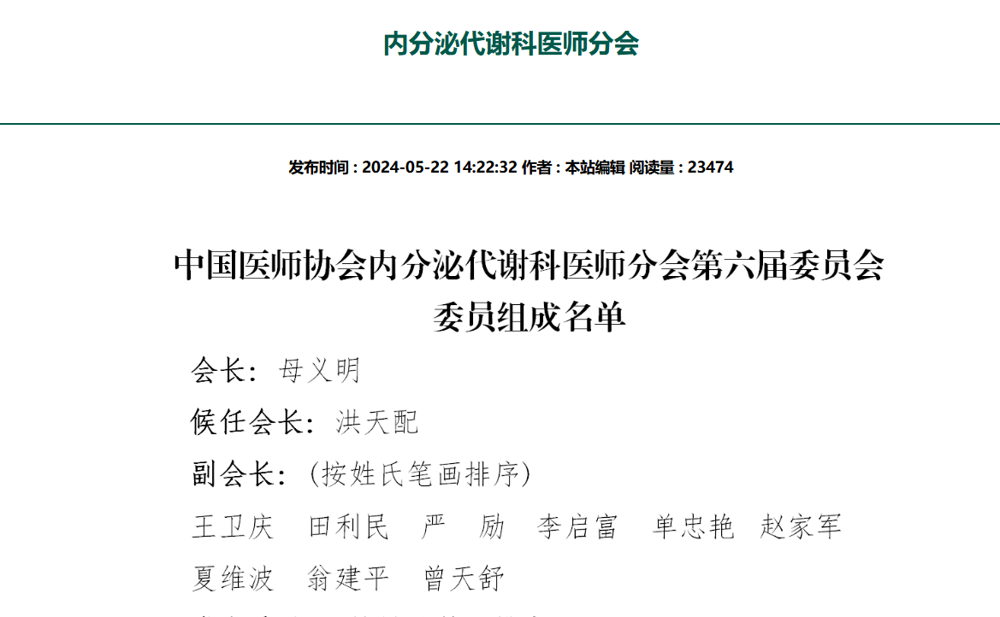 内分泌代谢科医师分会
发布时间 : 2024-05-22 14:22:32 作者 : 本站编辑 阅读量 : 23474
中国医师协会内分泌代谢科医师分会第六届委员会
委员组成名单
会长：母义明
候任会长：洪天配
副会长：(按姓氏笔画排序)
王卫庆 田利民 严 励 李启富 单忠艳 赵家军
夏维波 翁建平 曾天舒